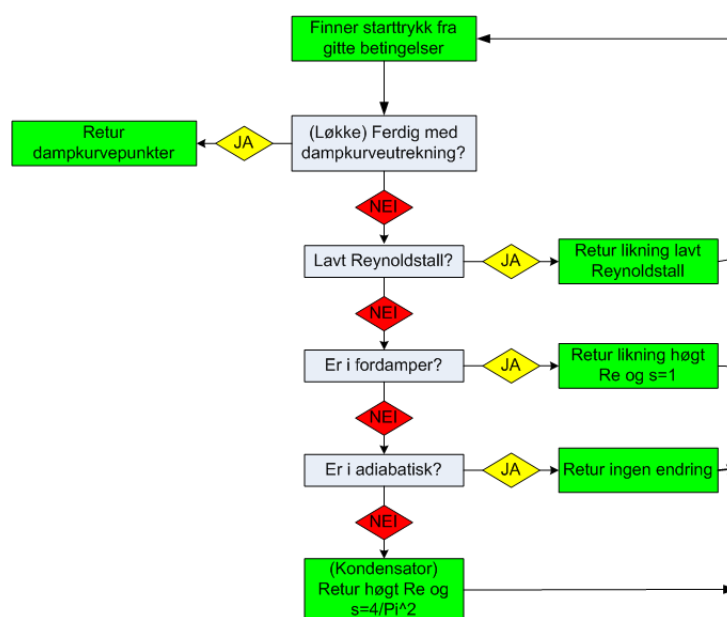 Finner starttrykk fra
gitte betingelser
Retur
dampkurvepunkter
JA
(Løkke) Ferdig med
dampkurveutrekning?
NEI
Lavt Reynoldstall?
JA
Retur likning lavt
Reynoldstall
NEI
Er i fordamper?
JA
Retur likning høgt
Re og s=1
NEI
Er i adiabatisk?
JA
Retur ingen endring
NEI
(Kondensator)
Retur høgt Re og
s=4/Pi^2